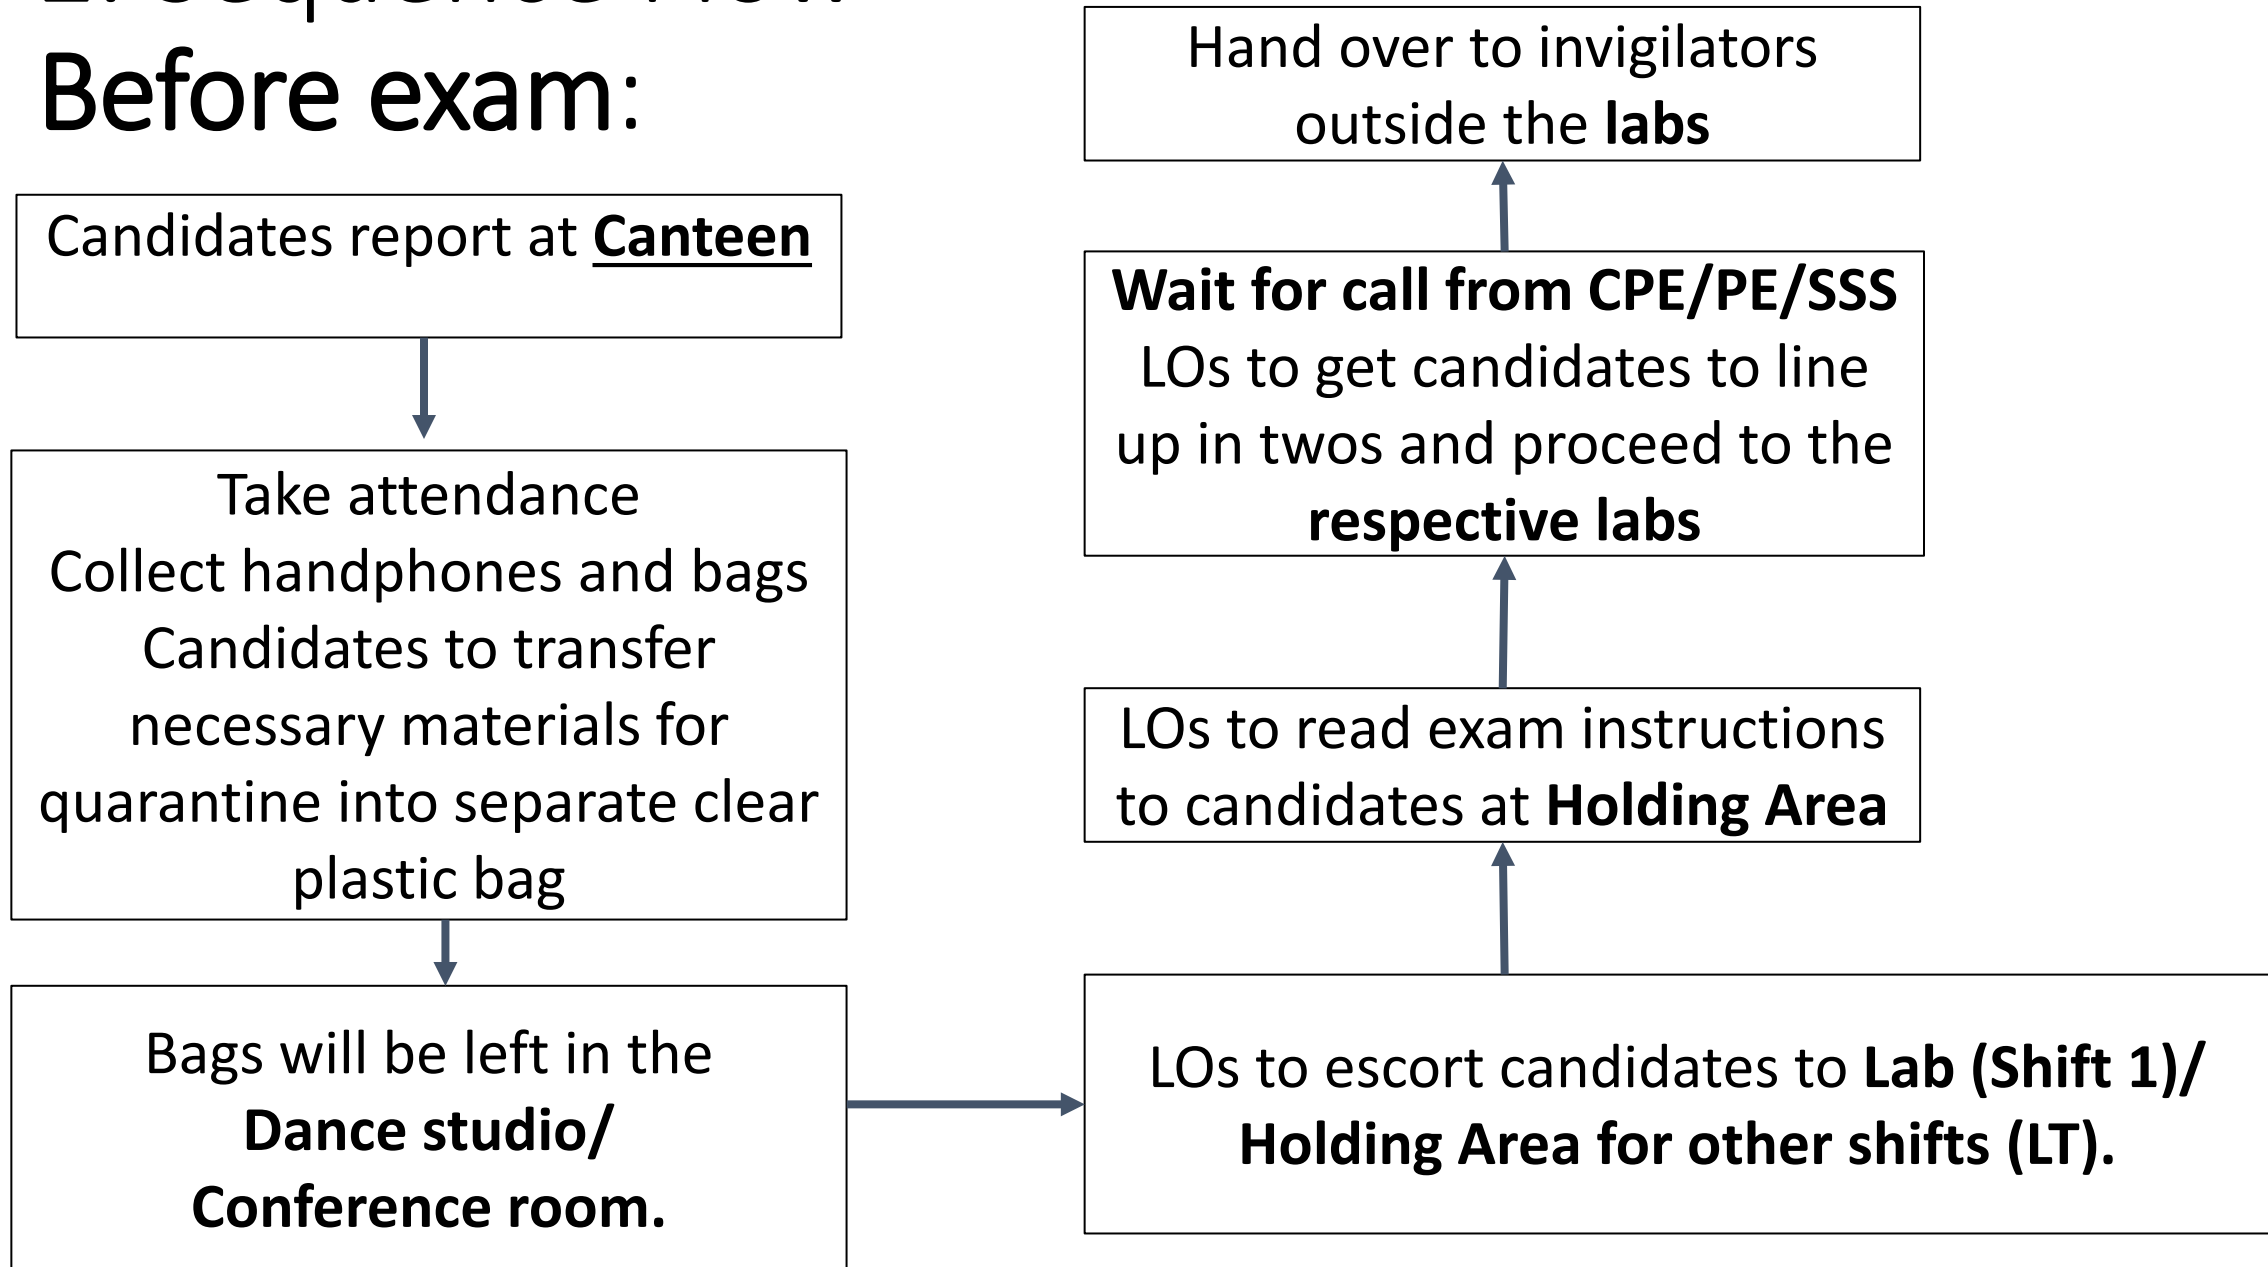 Before exam:
Candidates report at Canteen
Take attendance
Collect handphones and bags
Candidates to transfer
necessary materials for
quarantine into separate clear
plastic bag
Bags will be left in the
Dance studio/
Conference room.
LOs to escort candidates to Lab (Shift 1)/
Holding Area for other shifts (LT).
LOs to read exam instructions
to candidates at Holding Area
Wait for call from CPE/PE/SSS
LOs to get candidates to line
up in twos and proceed to the
respective labs
Hand over to invigilators
outside the labs